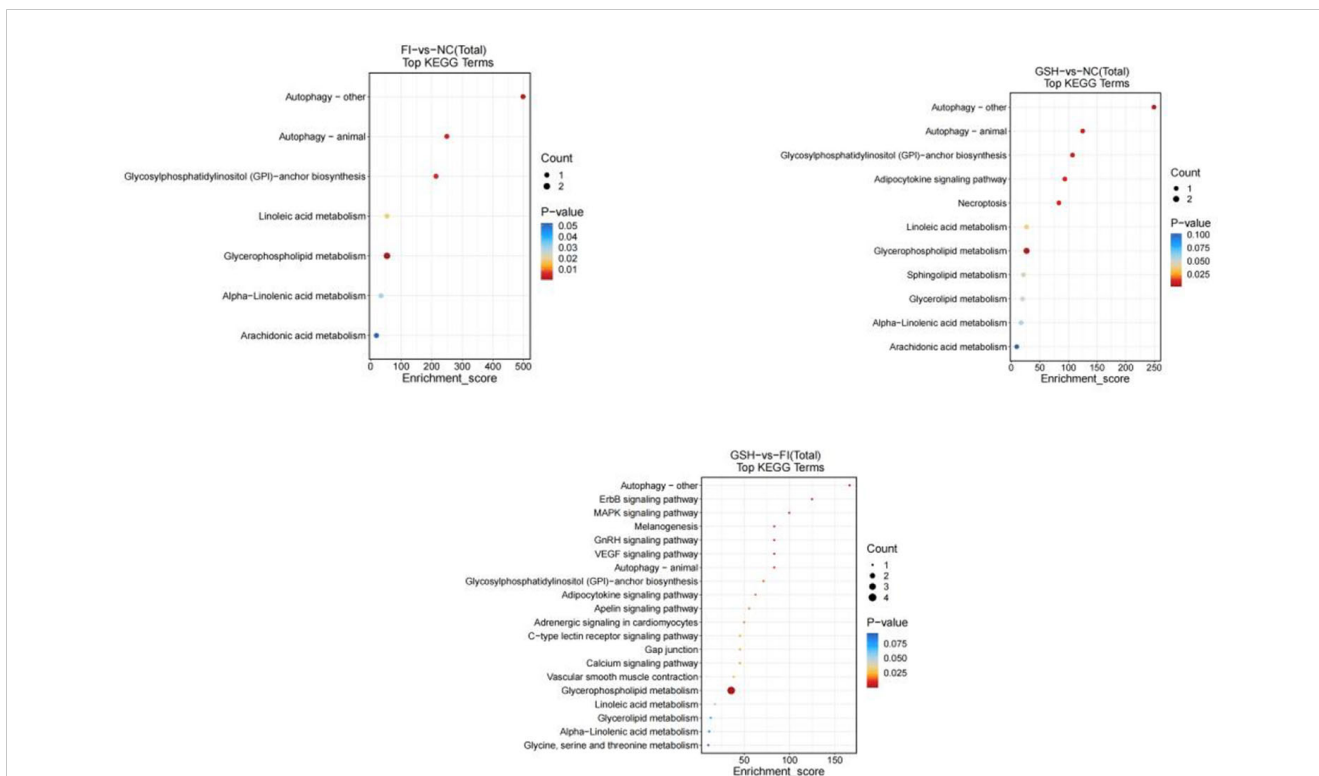 FI−vs−NC(Total)
Top KEGG Terms
Autophagy − other
Autophagy − animal
Glycosylphosphatidylinositol (GPI)−anchor biosynthesis
Linoleic acid metabolism
Glycerophospholipid metabolism
Alpha−Linolenic acid metabolism
Arachidonic acid metabolism
0 100 200 300 400 500
Enrichment_score
Count
1
2
P−value
0.05
0.04
0.03
0.02
0.01
GSH−vs−NC(Total)
Top KEGG Terms
Autophagy − other
Autophagy − animal
Glycosylphosphatidylinositol (GPI)−anchor biosynthesis
Adipocytokine signaling pathway
Necroptosis
Linoleic acid metabolism
Glycerophospholipid metabolism
Sphingolipid metabolism
Glycerolipid metabolism
Alpha−Linolenic acid metabolism
Arachidonic acid metabolism
0 50 100 150 200 250
Enrichment_score
Count
1
2
P−value
0.100
0.075
0.050
0.025
GSH−vs−FI(Total)
Top KEGG Terms
Autophagy − other
ErbB signaling pathway
MAPK signaling pathway
Melanogenesis
GnRH signaling pathway
VEGF signaling pathway
Autophagy − animal
Glycosylphosphatidylinositol (GPI)−anchor biosynthesis
Adipocytokine signaling pathway
Apelin signaling pathway
Adrenergic signaling in cardiomyocytes
C−type lectin receptor signaling pathway
Gap junction
Calcium signaling pathway
Vascular smooth muscle contraction
Glycerophospholipid metabolism
Linoleic acid metabolism
Glycerolipid metabolism
Alpha−Linolenic acid metabolism
Glycine, serine and threonine metabolism
50 100 150
Enrichment_score
Count
1
2
3
4
P−value
0.075
0.050
0.025